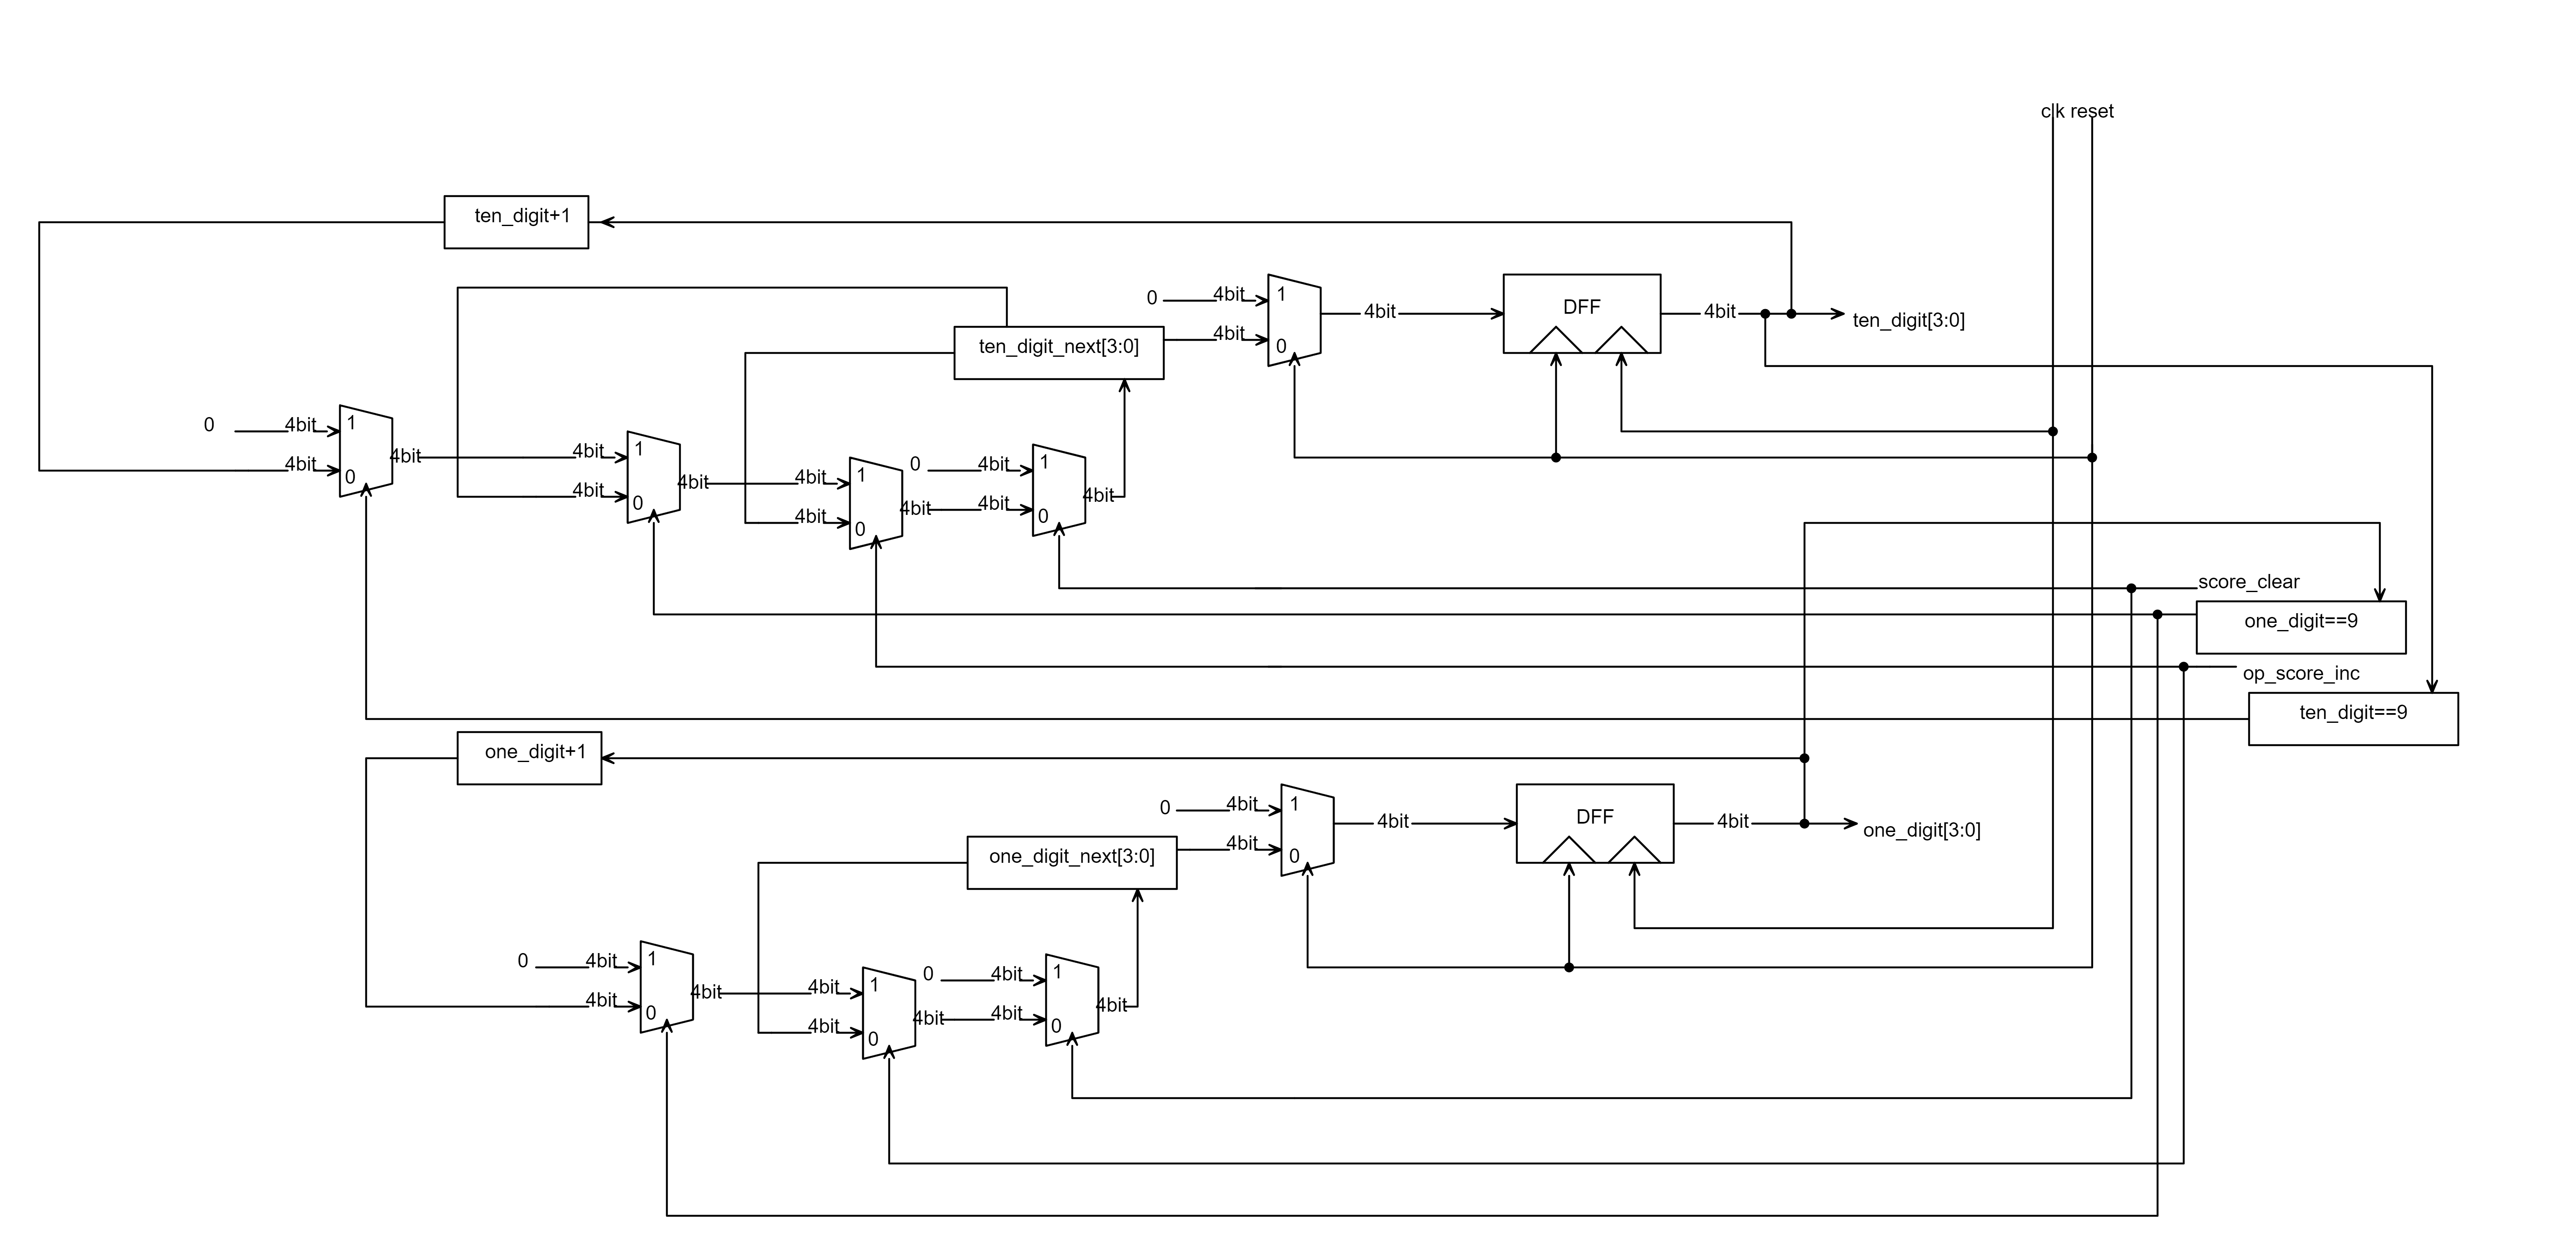 clk reset
ten_digit+1
0 4bit 1
4bit DFF 4bit
ten_digit[3:0]
ten_digit_next[3:0] 4bit 0
0 4bit 1
4bit 0
4bit 4bit 1
4bit 0
4bit 4bit 1
4bit 0
0 4bit 1
4bit 4bit 0
4bit
score_clear
one_digit==9
op_score_inc
ten_digit==9
one_digit+1
0 4bit 1
4bit DFF 4bit
one_digit[3:0]
one_digit_next[3:0] 4bit 0
0 4bit 1
4bit 0
4bit 4bit 1
4bit 0
0 4bit 1
4bit 4bit 0
4bit